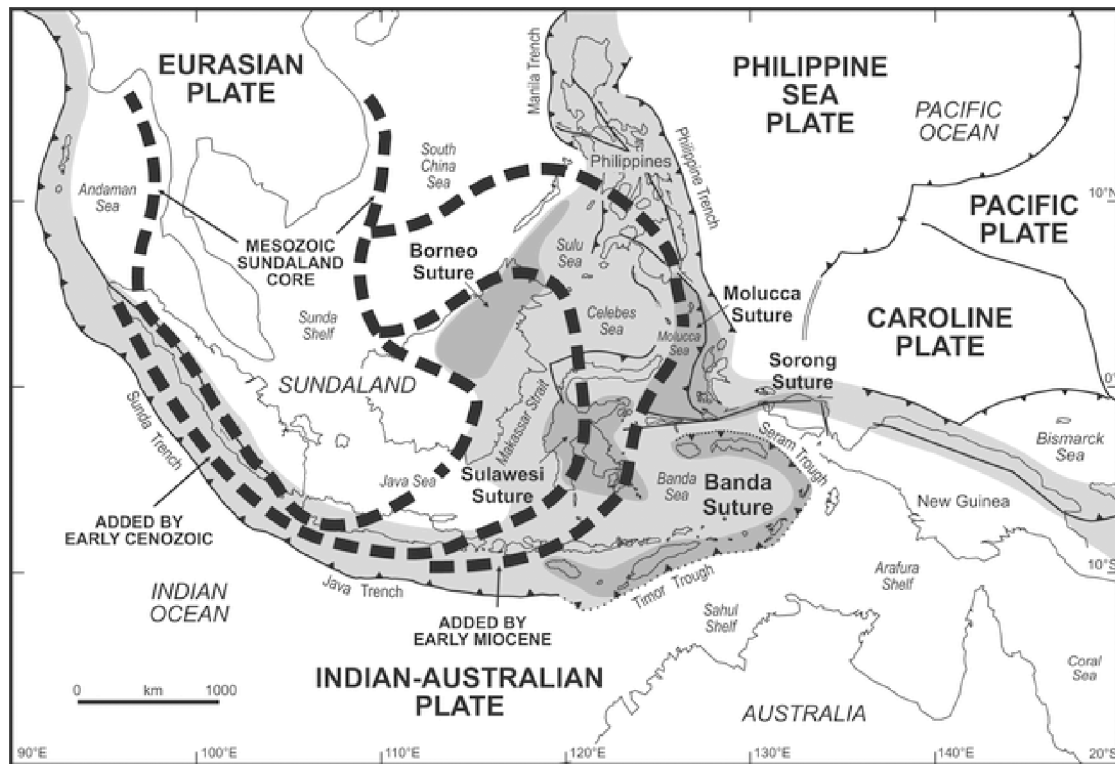 EURASIAN
PLATE
PHILIPPINE
SEA
PLATE
PACIFIC
OCEAN
Manila Trench
Philippines
Philippine Trench
South
China
Sea
Andaman
Sea
10°N
PACIFIC
PLATE
MESOZOIC
SUNDALAND
CORE
Borneo
Suture
Sulu
Sea
Molucca
Suture
Celebes
Sea
Molucca
Sea
CAROLINE
PLATE
Sunda
Shelf
SUNDALAND
Sorong
Suture
0°
Makassar Strait
Sunda Trench
Seram Trough
Bismarck
Sea
Java Sea
Sulawesi
Suture
Banda
Sea
Banda
Suture
New Guinea
ADDED BY
EARLY CENOZOIC
Java Trench
Timor Trough
Arafura
Shelf
10°S
INDIAN
OCEAN
Sahul
Shelf
ADDED BY
EARLY MIOCENE
INDIAN-AUSTRALIAN
PLATE
Coral
Sea
AUSTRALIA
0 km 1000
90°E 100°E 110°E 120°E 130°E 140°E 20°S